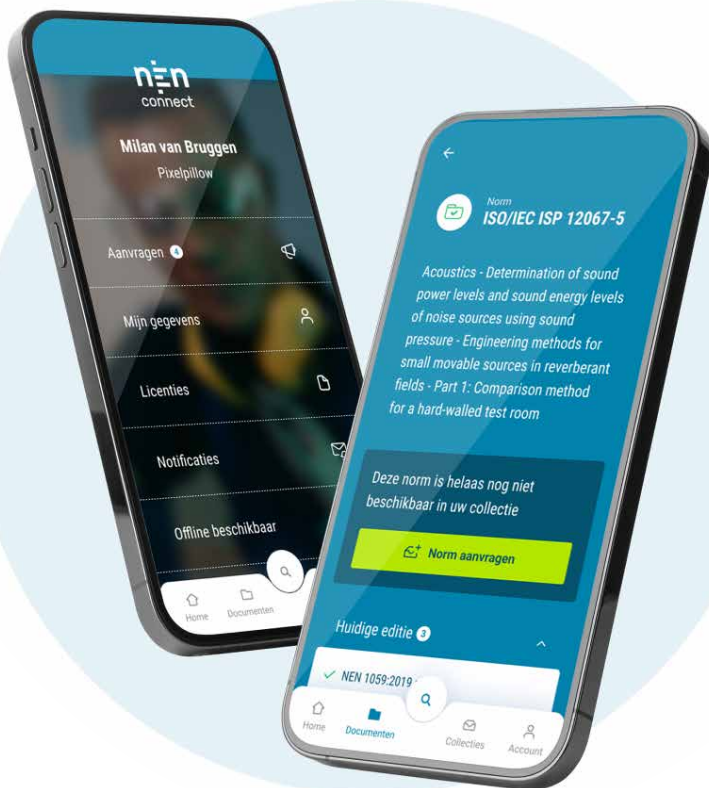 nen
connect
Milan van Bruggen
Pixelpillow
Aanvragen 4
Mijn gegevens
Licenties
Notificaties
Offline beschikbaar
Home
Documenten
Norm
ISO/IEC ISP 12067-5
Acoustics - Determination of sound
power levels and sound energy levels
of noise sources using sound
pressure - Engineering methods for
small movable sources in reverberant
fields - Part 1: Comparison method
for a hard-walled test room
Deze norm is helaas nog niet
beschikbaar in uw collectie
Norm aanvragen
Huidige editie 3
NEN 1059:2019
Home
Documenten
Collecties
Account